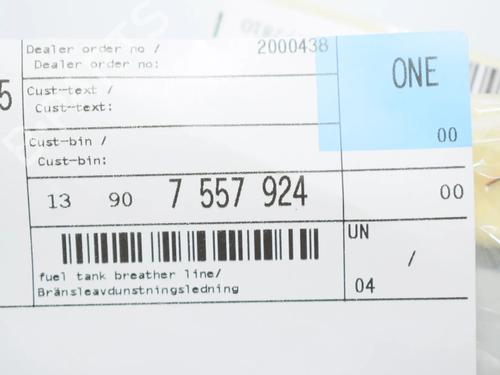 Dealer order no / 2000438
Dealer order no:
ONE
5
Cust-text /
Cust-text:
Cust-bin /
Cust-bin:
00
13 90 7 557 924 00
UN
/
04
fuel tank breather line/
Bränsleavdunstningsledning